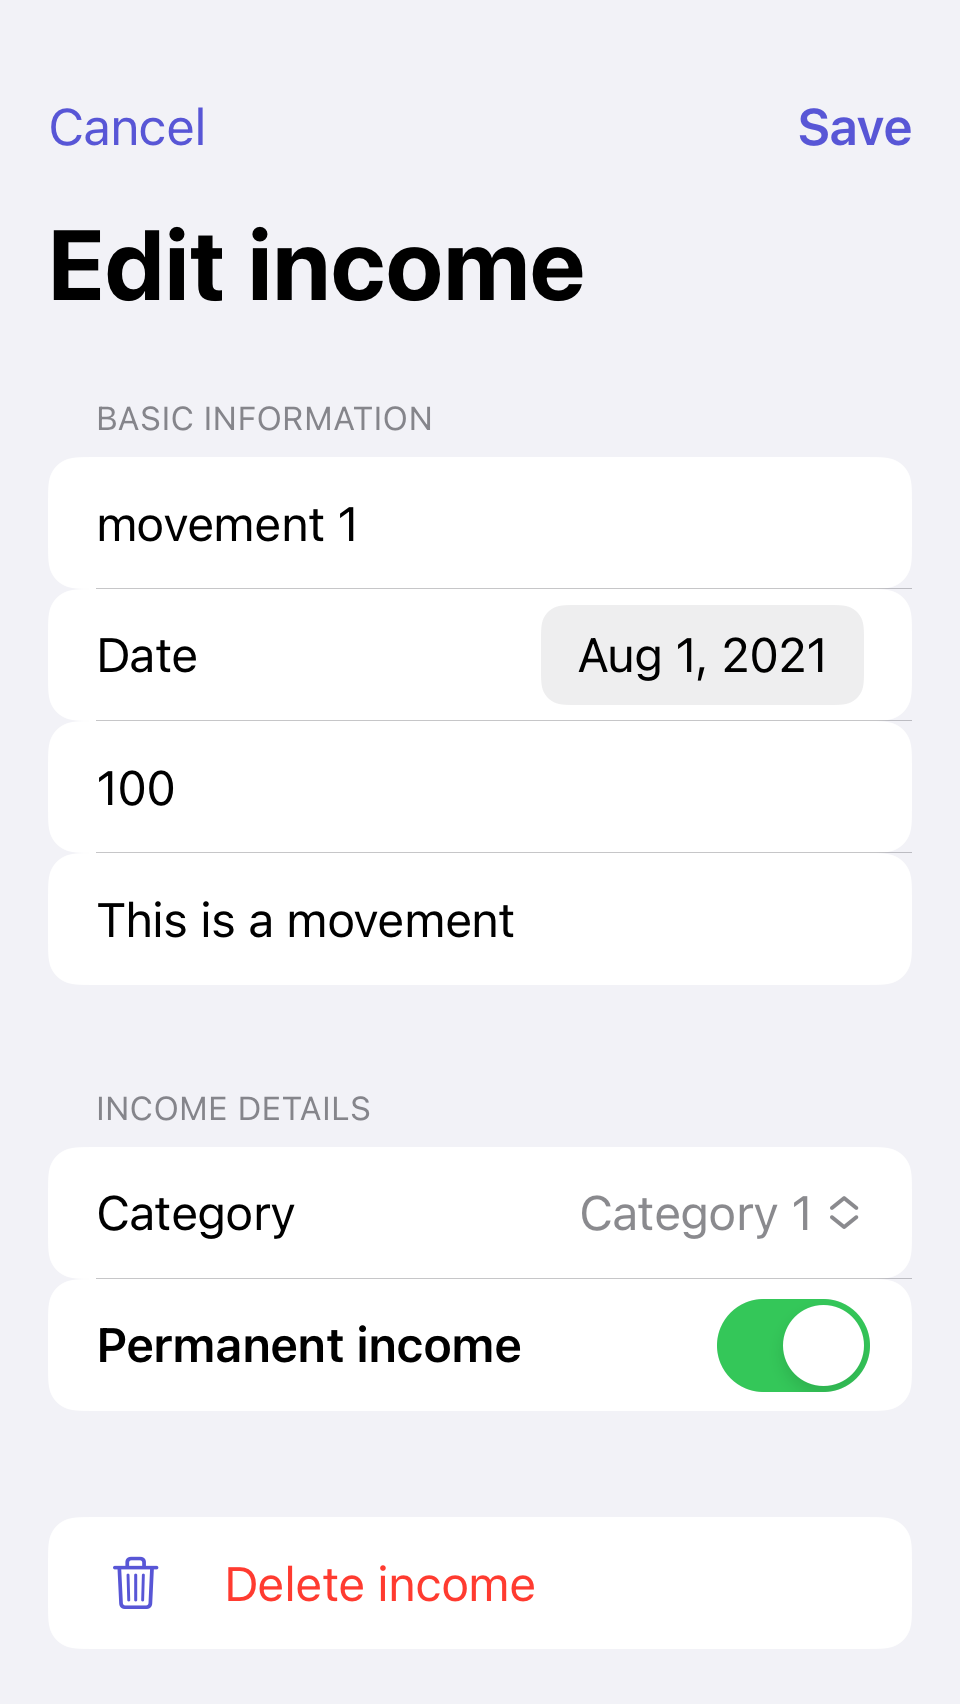 Cancel Save
Edit income
BASIC INFORMATION
movement 1
Date Aug 1, 2021
100
This is a movement
INCOME DETAILS
Category Category 1
Permanent income
Delete income